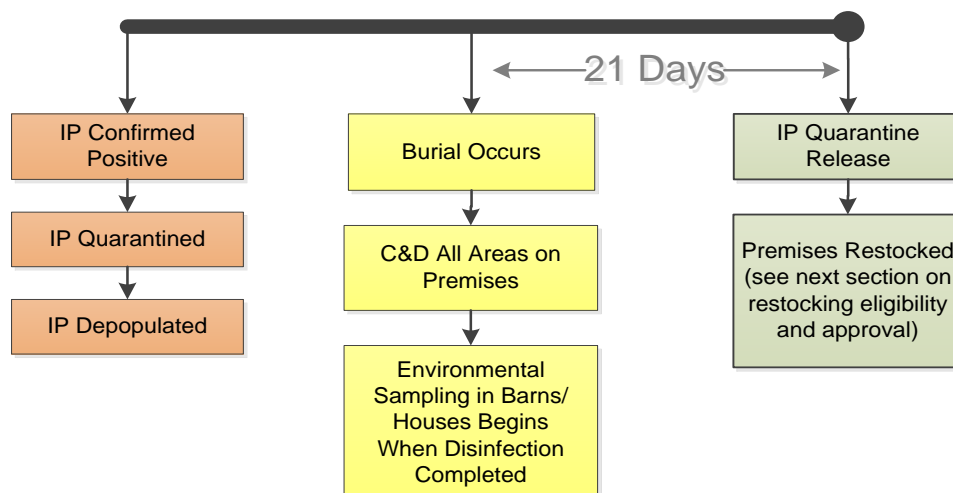 21 Days
IP Confirmed
Positive
IP Quarantined
IP Depopulated
Burial Occurs
C&D All Areas on
Premises
Environmental
Sampling in Barns/
Houses Begins
When Disinfection
Completed
IP Quarantine
Release
Premises Restocked
(see next section on
restocking eligibility
and approval)